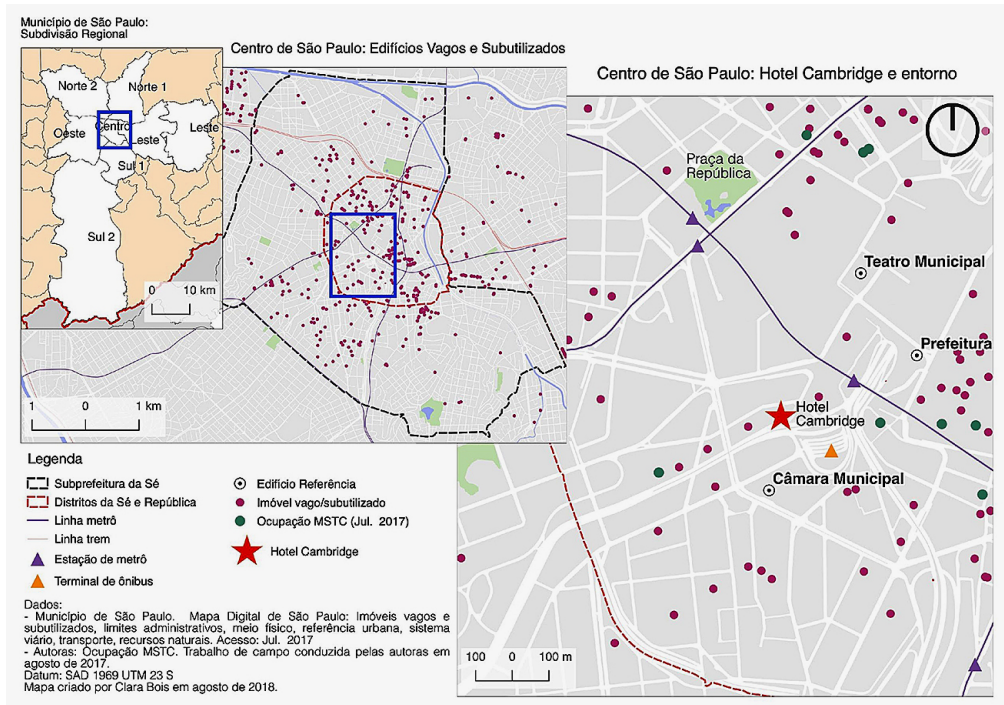 Município de São Paulo:
Subdivisão Regional
Norte 2
Norte 1
Centro
Oeste
Leste
Leste
Sul 1
Sul 2
0 10 km
Centro de São Paulo: Edifícios Vagos e Subutilizados
1 0 1 km
Centro de São Paulo: Hotel Cambridge e entorno
Praça da
República
Teatro Municipal
Prefeitura
Hotel
Cambridge
Câmara Municipal
100 0 100 m
Legenda
Subprefeitura da Sé
Distritos da Sé e República
Linha metrô
Linha trem
Estação de metrô
Terminal de ônibus
Edifício Referência
Imóvel vago/subutilizado
Ocupação MSTC (Jul. 2017)
Hotel Cambridge
Dados:
- Município de São Paulo. Mapa Digital de São Paulo: Imóveis vagos e
subutilizados, limites administrativos, meio físico, referência urbana, sistema
viário, transporte, recursos naturais. Acesso: Jul. 2017
- Autoras: Ocupação MSTC. Trabalho de campo conduzida pelas autoras em
agosto de 2017.
Datum: SAD 1969 UTM 23 S
Mapa criado por Clara Bois em agosto de 2018.